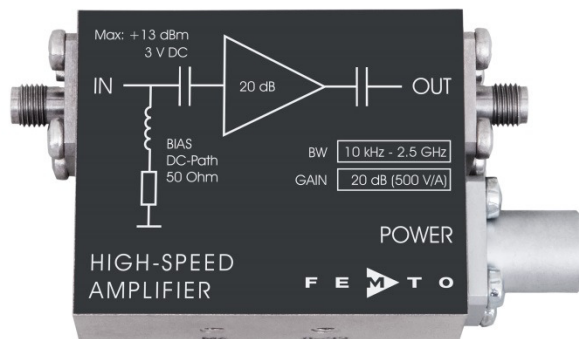 Max: +13 dBm
3 V DC
IN
20 dB
OUT
BIAS
DC-Path
50 Ohm
BW 10 kHz - 2.5 GHz
GAIN 20 dB (500 V/A)
POWER
HIGH-SPEED
AMPLIFIER
FEMTO